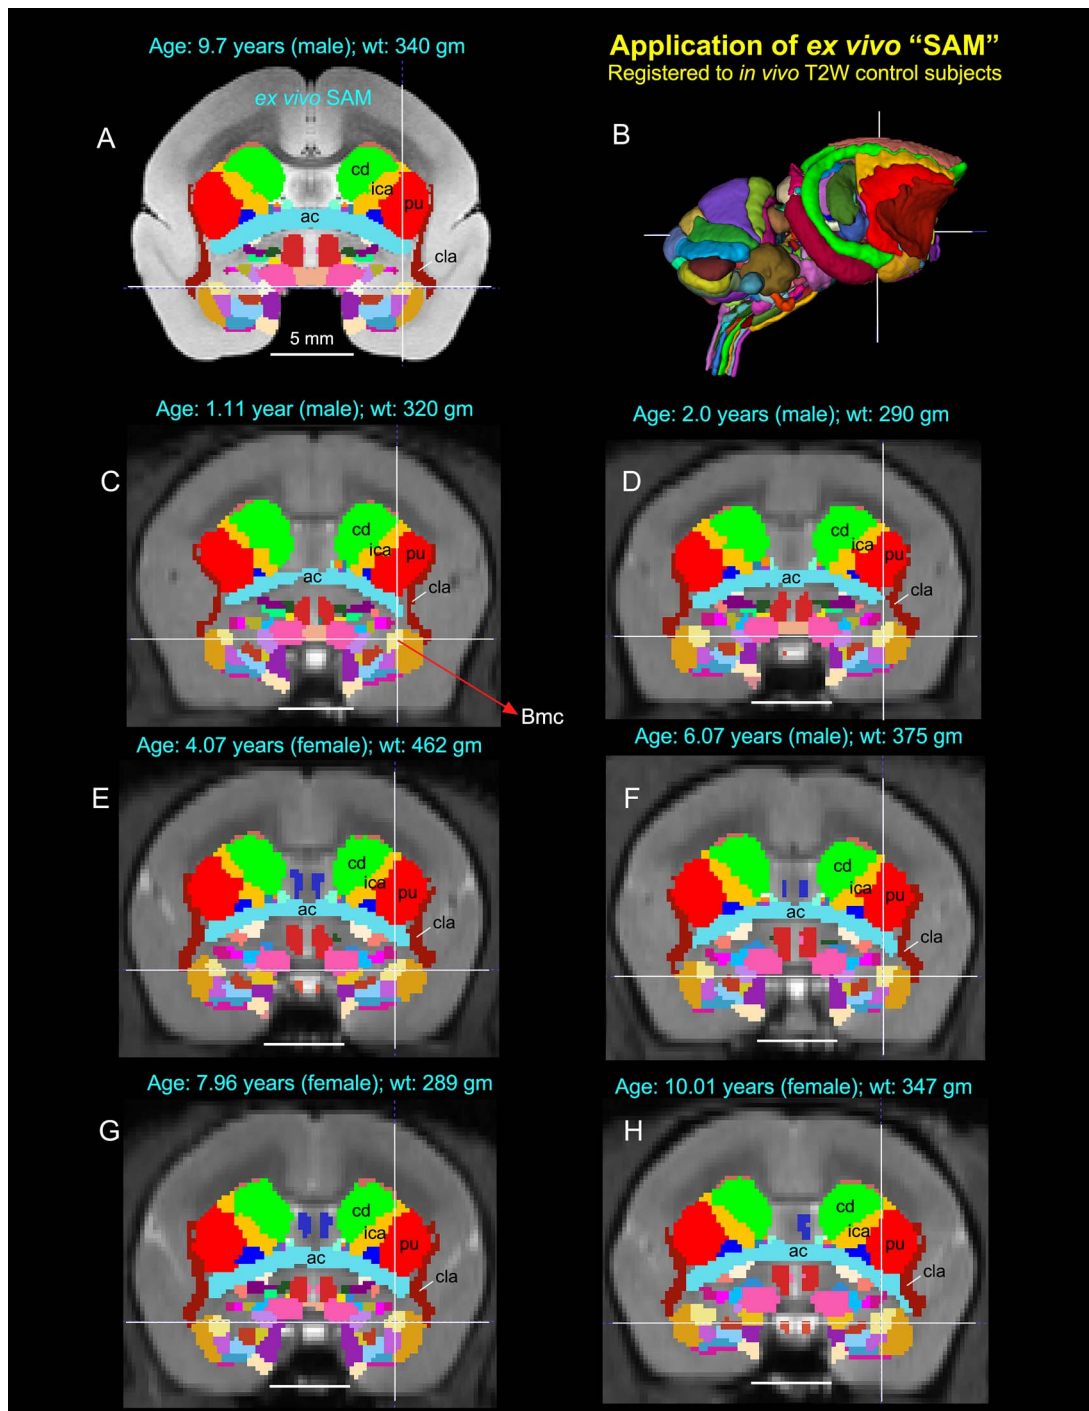 Age: 9.7 years (male); wt: 340 gm
Application of ex vivo “SAM”
Registered to in vivo T2W control subjects
ex vivo SAM
A
B
cd
ica
pu
ac
cla
5 mm
Age: 1.11 year (male); wt: 320 gm
Age: 2.0 years (male); wt: 290 gm
C
cd
ica
pu
ac
cla
Bmc
D
cd
ica
pu
ac
cla
Age: 4.07 years (female); wt: 462 gm
Age: 6.07 years (male); wt: 375 gm
E
cd
ica
pu
ac
cla
F
cd
ica
pu
ac
cla
Age: 7.96 years (female); wt: 289 gm
Age: 10.01 years (female); wt: 347 gm
G
cd
ica
pu
ac
cla
H
cd
ica
pu
ac
cla